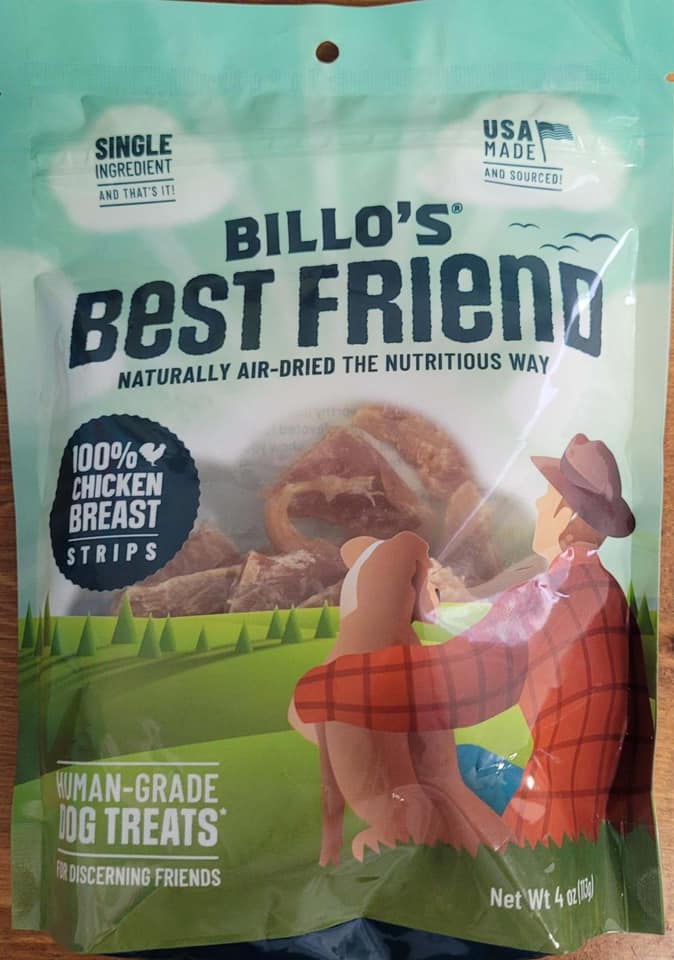 SINGLE
INGREDIENT
AND THAT'S IT!
USA
MADE
AND SOURCED!
BILLO'S®
BEST FRIEND
NATURALLY AIR-DRIED THE NUTRITIOUS WAY
100%
CHICKEN
BREAST
STRIPS
HUMAN-GRADE
DOG TREATS*
FOR DISCERNING FRIENDS
Net Wt 4 oz (113g)